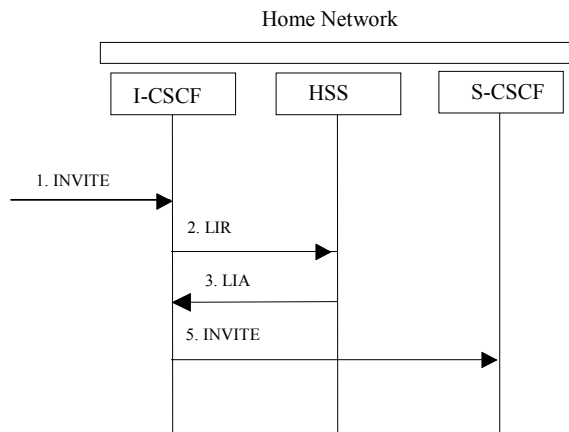 Home Network
I-CSCF
HSS
S-CSCF
1. INVITE
2. LIR
3. LIA
5. INVITE